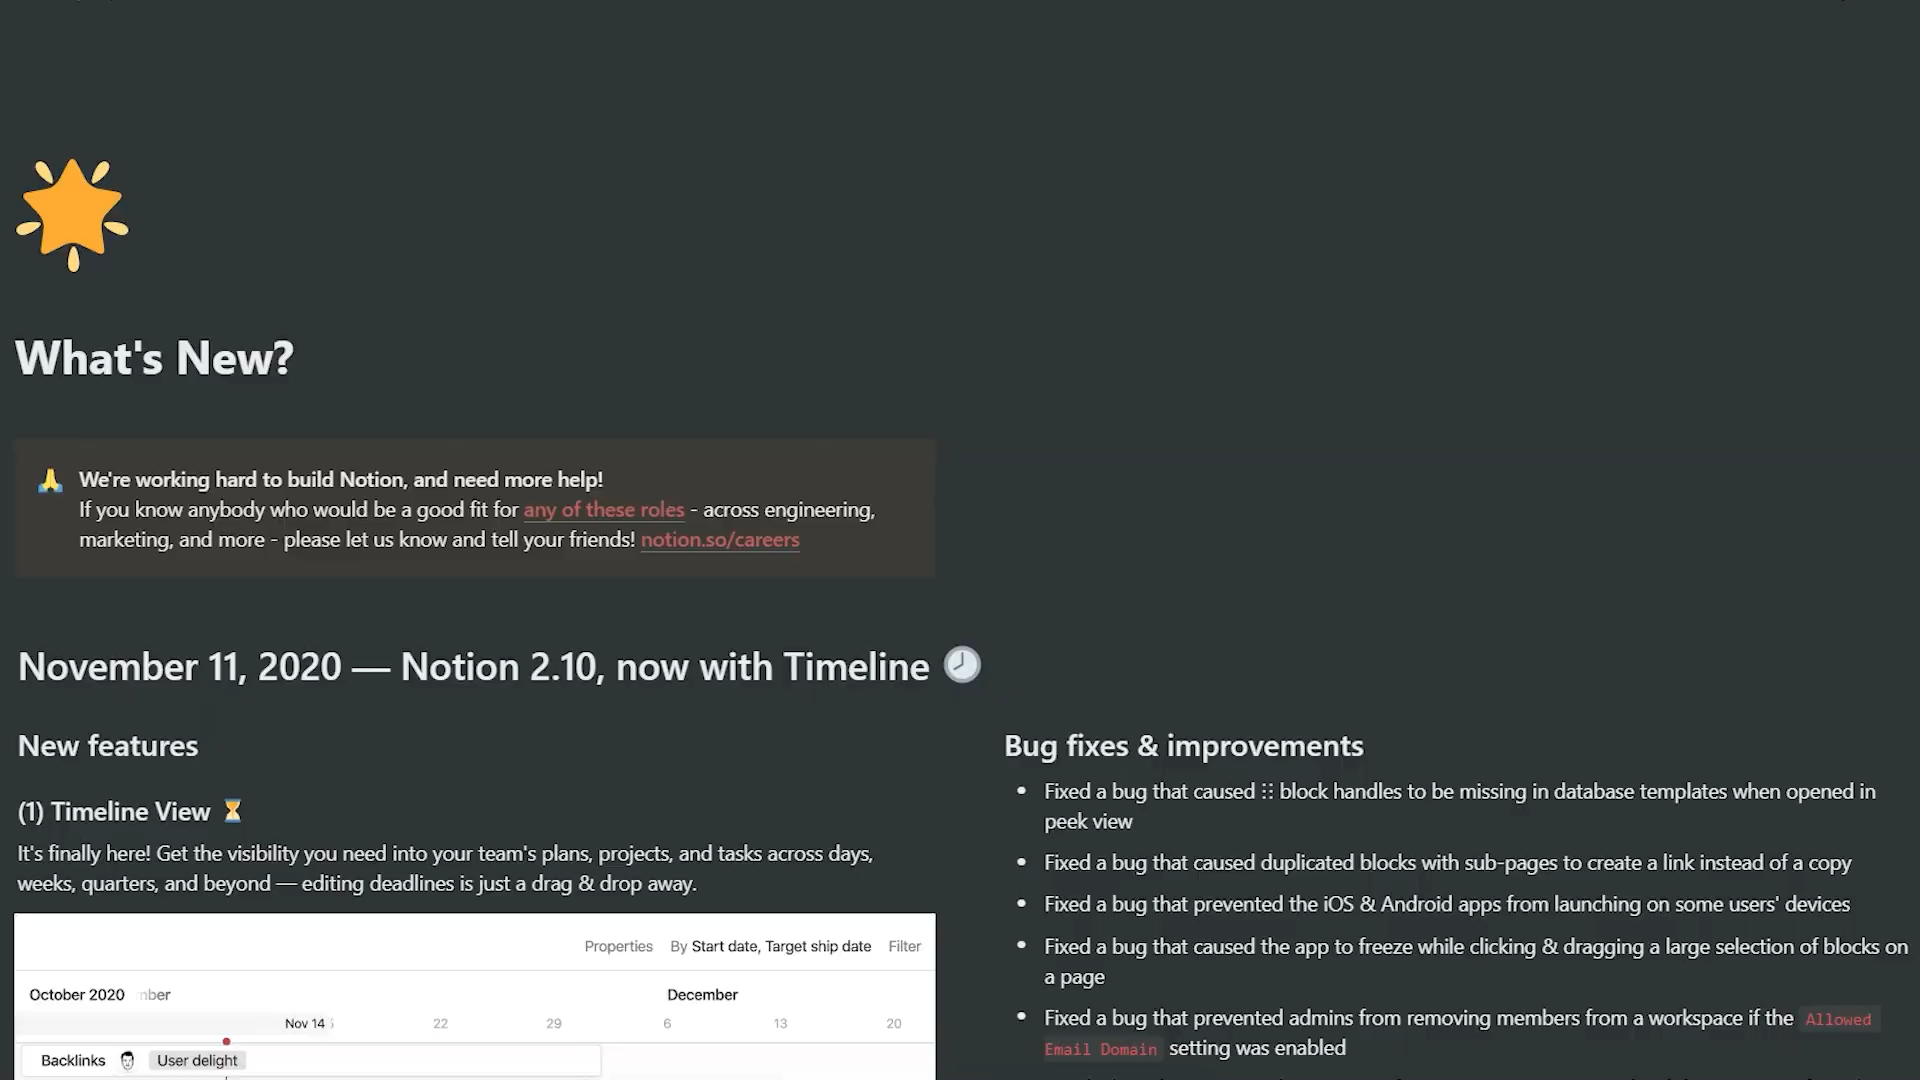 What's New?
We're working hard to build Notion, and need more help!
If you know anybody who would be a good fit for any of these roles - across engineering,
marketing, and more - please let us know and tell your friends! notion.so/careers
November 11, 2020 — Notion 2.10, now with Timeline
New features
(1) Timeline View
It's finally here! Get the visibility you need into your team's plans, projects, and tasks across days,
weeks, quarters, and beyond — editing deadlines is just a drag & drop away.
Properties By Start date, Target ship date Filter
October 2020 December
Nov 14 22 29 6 13 20
Backlinks User delight
Bug fixes & improvements
• Fixed a bug that caused ⠿ block handles to be missing in database templates when opened in
peek view
• Fixed a bug that caused duplicated blocks with sub-pages to create a link instead of a copy
• Fixed a bug that prevented the iOS & Android apps from launching on some users' devices
• Fixed a bug that caused the app to freeze while clicking & dragging a large selection of blocks on
a page
• Fixed a bug that prevented admins from removing members from a workspace if the Allowed
Email Domain setting was enabled